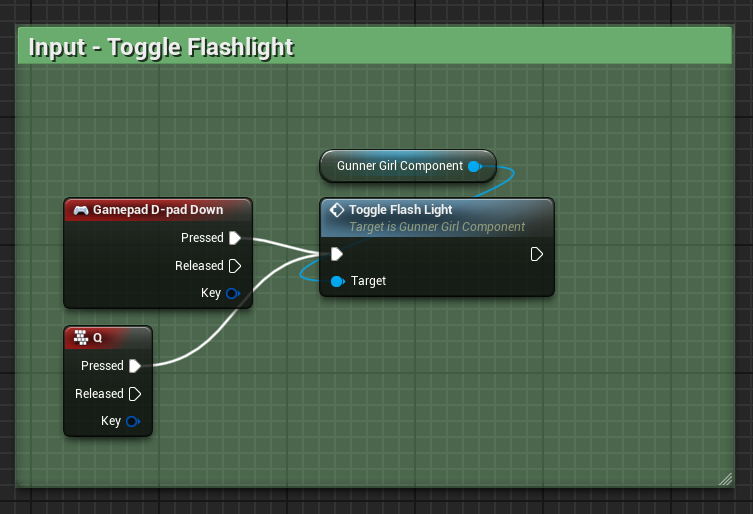 Input - Toggle Flashlight
Gunner Girl Component
Gamepad D-pad Down
Pressed
Released
Key
Toggle Flash Light
Target is Gunner Girl Component
Target
Q
Pressed
Released
Key